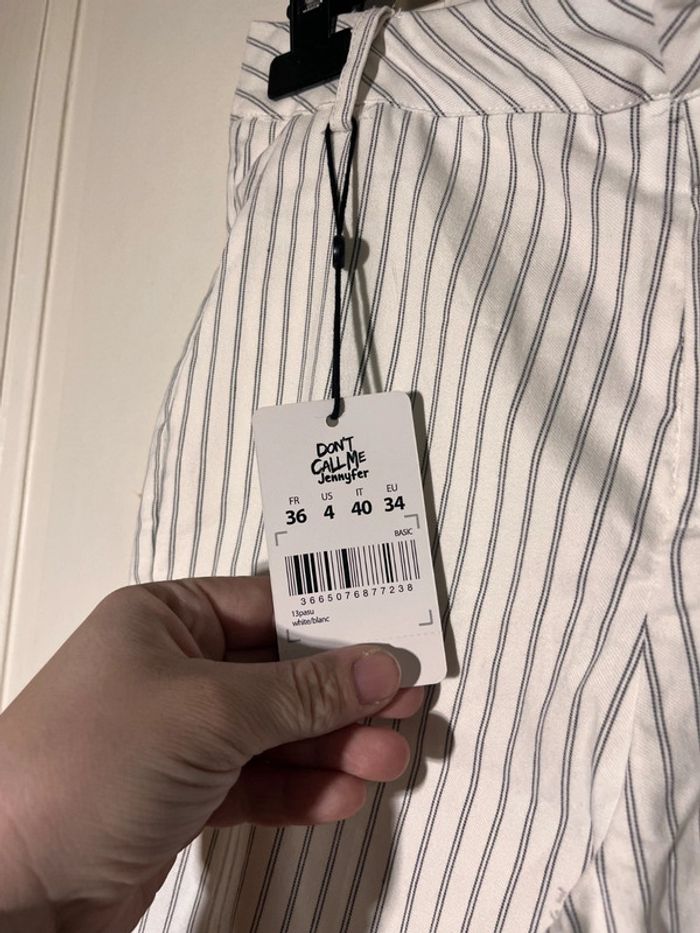 DON'T
CALL ME
Jennyfer
FR US IT EU
36 4 40 34
BASIC
3665076877238
13pasu
white/blanc